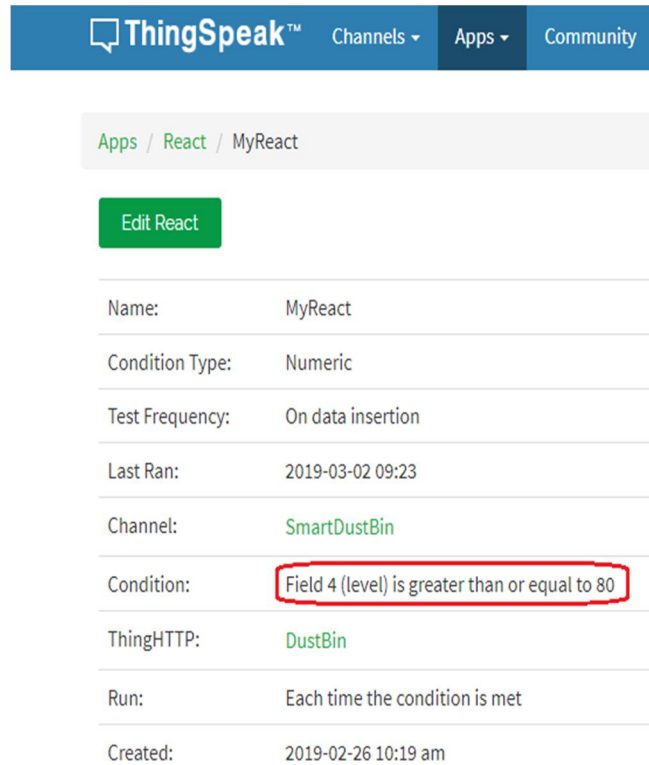 ThingSpeak™ Channels Apps Community
Apps / React / MyReact
Edit React
Name: MyReact
Condition Type: Numeric
Test Frequency: On data insertion
Last Ran: 2019-03-02 09:23
Channel: SmartDustBin
Condition: Field 4 (level) is greater than or equal to 80
ThingHTTP: DustBin
Run: Each time the condition is met
Created: 2019-02-26 10:19 am